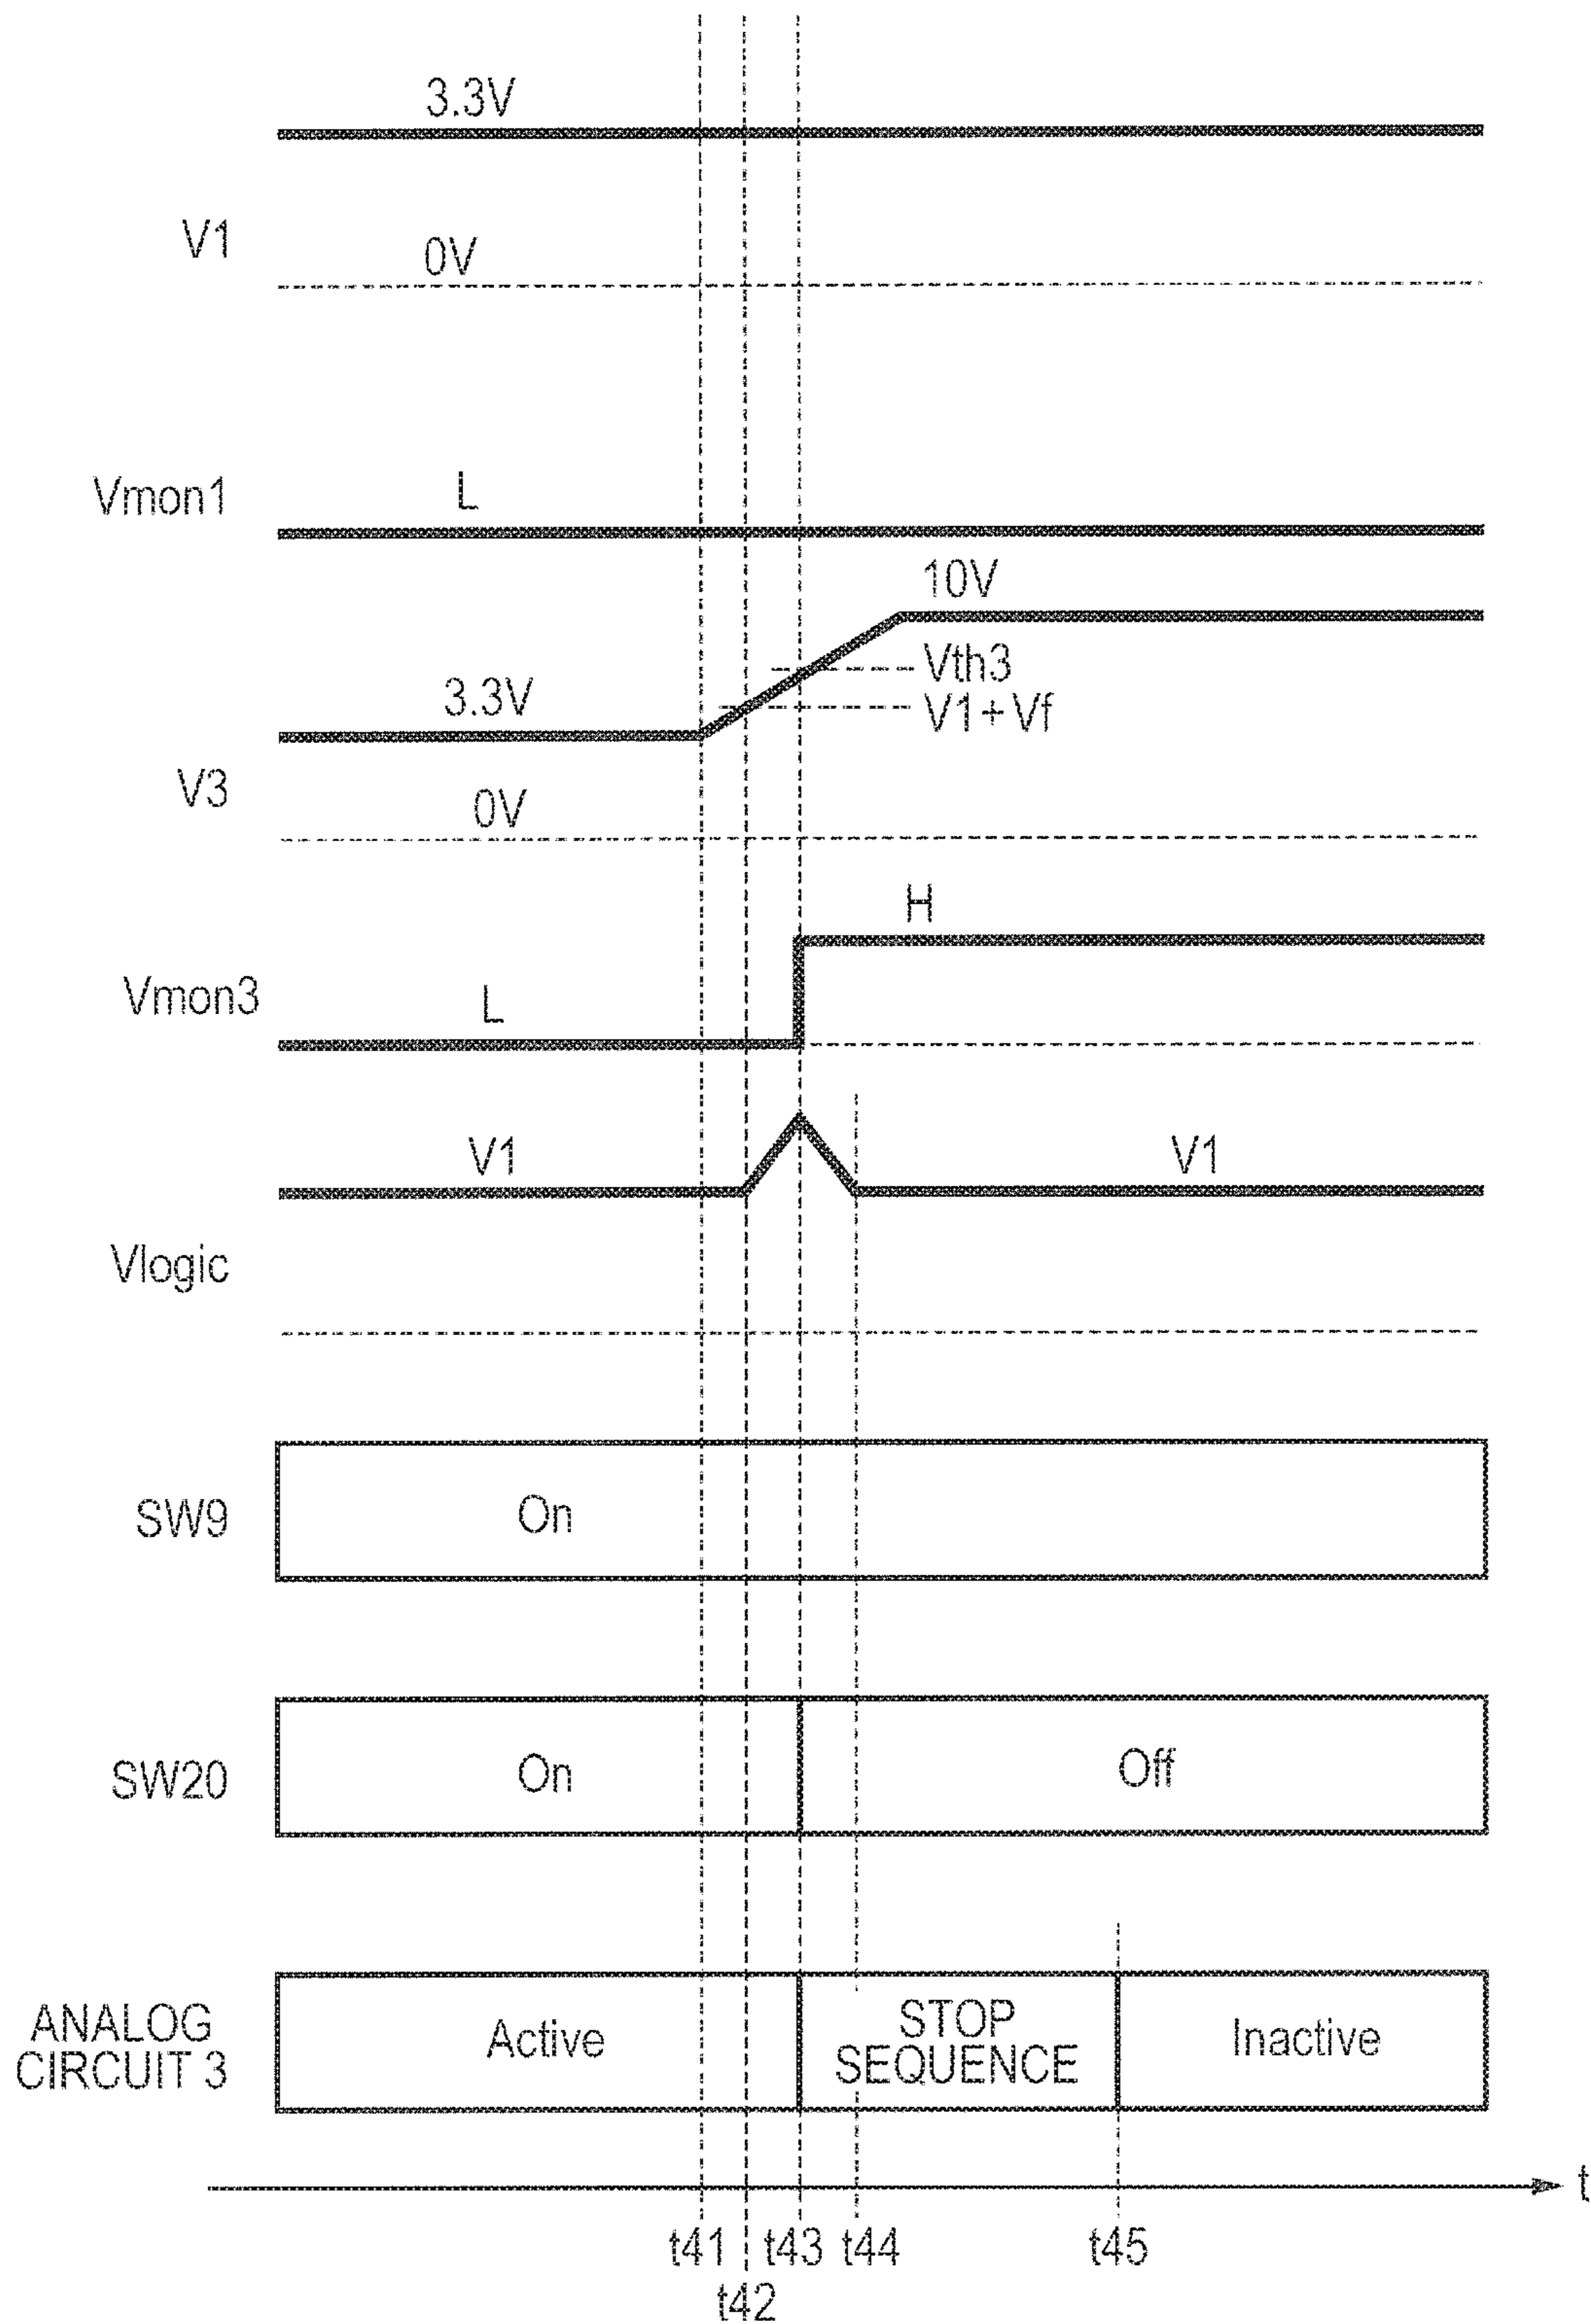 3.3V
V1
0V
Vmon1
L
10V
Vth3
3.3V
V1+Vf
V3
0V
H
Vmon3
L
V1
V1
Vlogic
SW9
On
SW20
On
Off
ANALOG
CIRCUIT 3
Active
STOP
SEQUENCE
Inactive
t
t41
t43
t44
t45
t42